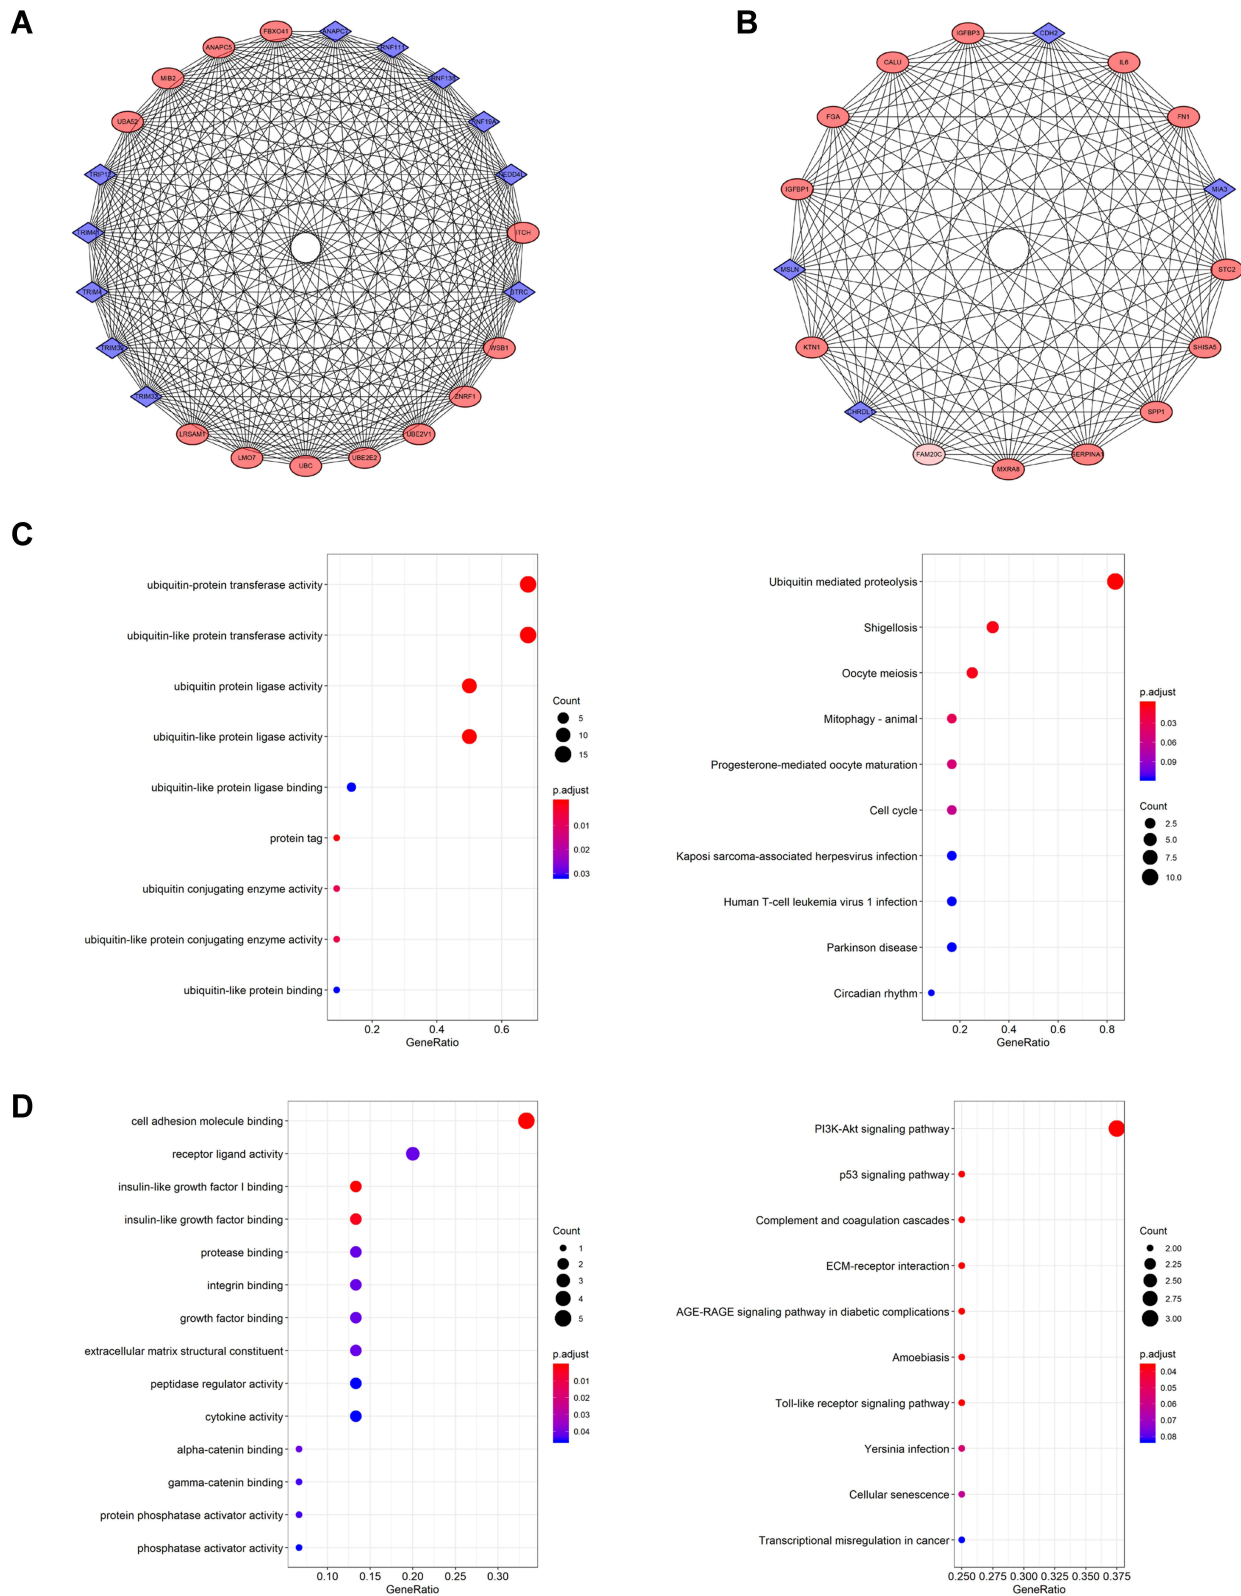 A
B
FBXO41
ANAPC7
ANAPC5
RNF111
MIB2
UBA52
ITCH
BTRC
WSB1
ZNRF1
UBE2V1
UBE2E2
UBC
LMO7
LRSAM1
TRIM4
IGFBP3
CDH2
CALU
IL6
FGA
FN1
IGFBP1
MIA3
MSLN
STC2
KTN1
SHISA5
SPP1
FAM20C
SERPINA1
MXRA8
C
ubiquitin-protein transferase activity
ubiquitin-like protein transferase activity
ubiquitin protein ligase activity
ubiquitin-like protein ligase activity
ubiquitin-like protein ligase binding
protein tag
ubiquitin conjugating enzyme activity
ubiquitin-like protein conjugating enzyme activity
ubiquitin-like protein binding
0.2 0.4 0.6
GeneRatio
Count
5
10
15
p.adjust
0.01
0.02
0.03
Ubiquitin mediated proteolysis
Shigellosis
Oocyte meiosis
Mitophagy - animal
Progesterone-mediated oocyte maturation
Cell cycle
Kaposi sarcoma-associated herpesvirus infection
Human T-cell leukemia virus 1 infection
Parkinson disease
Circadian rhythm
0.2 0.4 0.6 0.8
GeneRatio
p.adjust
0.03
0.06
0.09
Count
2.5
5.0
7.5
10.0
D
cell adhesion molecule binding
receptor ligand activity
insulin-like growth factor I binding
insulin-like growth factor binding
protease binding
integrin binding
growth factor binding
extracellular matrix structural constituent
peptidase regulator activity
cytokine activity
alpha-catenin binding
gamma-catenin binding
protein phosphatase activator activity
phosphatase activator activity
0.10 0.15 0.20 0.25 0.30
GeneRatio
Count
1
2
3
4
5
p.adjust
0.01
0.02
0.03
0.04
PI3K-Akt signaling pathway
p53 signaling pathway
Complement and coagulation cascades
ECM-receptor interaction
AGE-RAGE signaling pathway in diabetic complications
Amoebiasis
Toll-like receptor signaling pathway
Yersinia infection
Cellular senescence
Transcriptional misregulation in cancer
0.250 0.275 0.300 0.325 0.350 0.375
GeneRatio
Count
2.00
2.25
2.50
2.75
3.00
p.adjust
0.04
0.05
0.06
0.07
0.08